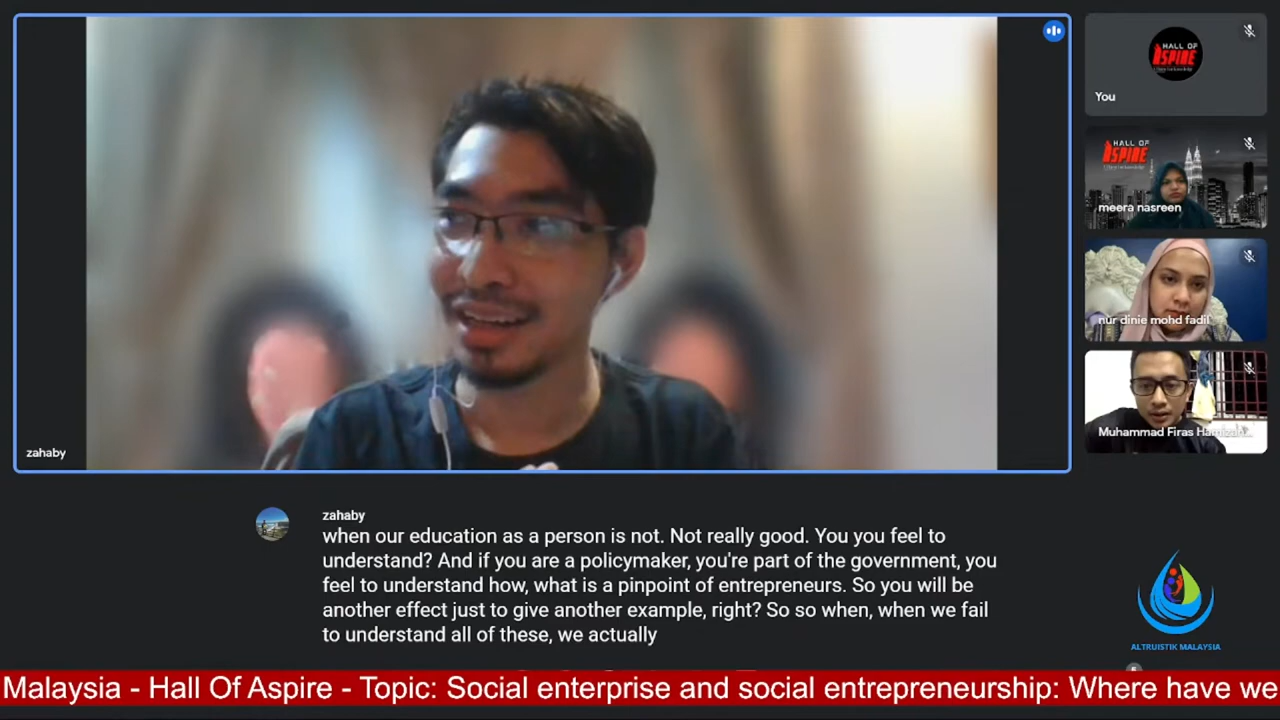 HALL OF
ASPIRE
You
HALL OF
ASPIRE
meera nasreen
nur dinie mohd fadil
Muhammad Firas Hamizah...
zahaby
zahaby
when our education as a person is not. Not really good. You you feel to
understand? And if you are a policymaker, you're part of the government, you
feel to understand how, what is a pinpoint of entrepreneurs. So you will be
another effect just to give another example, right? So so when, when we fail
to understand all of these, we actually
ALTRUISTIK MALAYSIA
Malaysia - Hall Of Aspire - Topic: Social enterprise and social entrepreneurship: Where have we